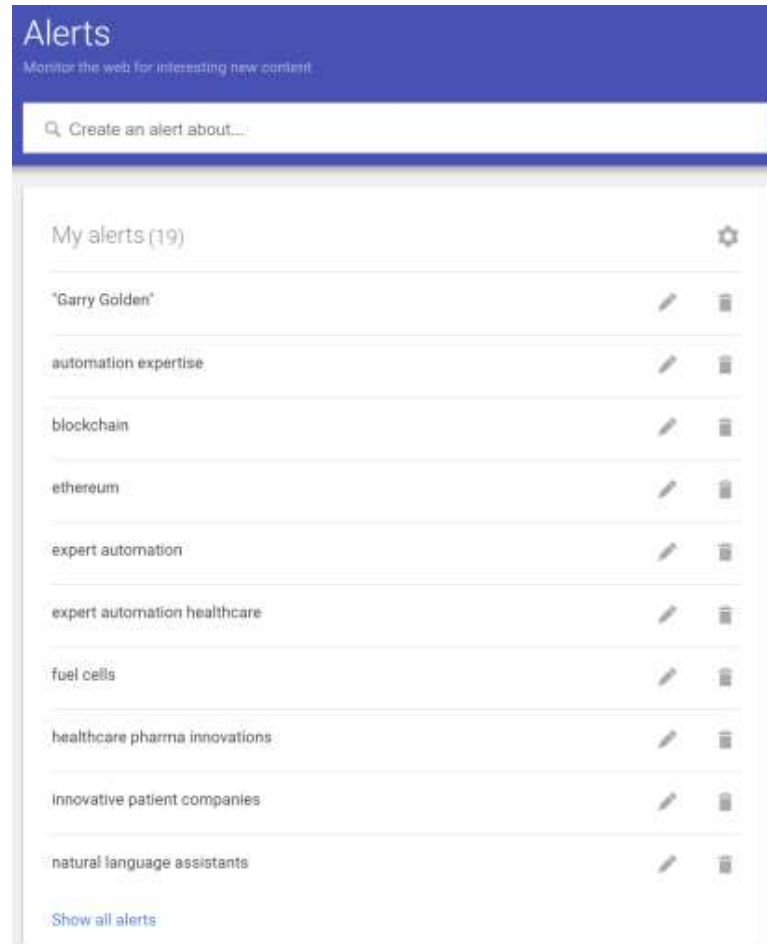 Alerts
Monitor the web for interesting new content
Create an alert about...
My alerts (19)
"Garry Golden"
automation expertise
blockchain
ethereum
expert automation
expert automation healthcare
fuel cells
healthcare pharma innovations
innovative patient companies
natural language assistants
Show all alerts